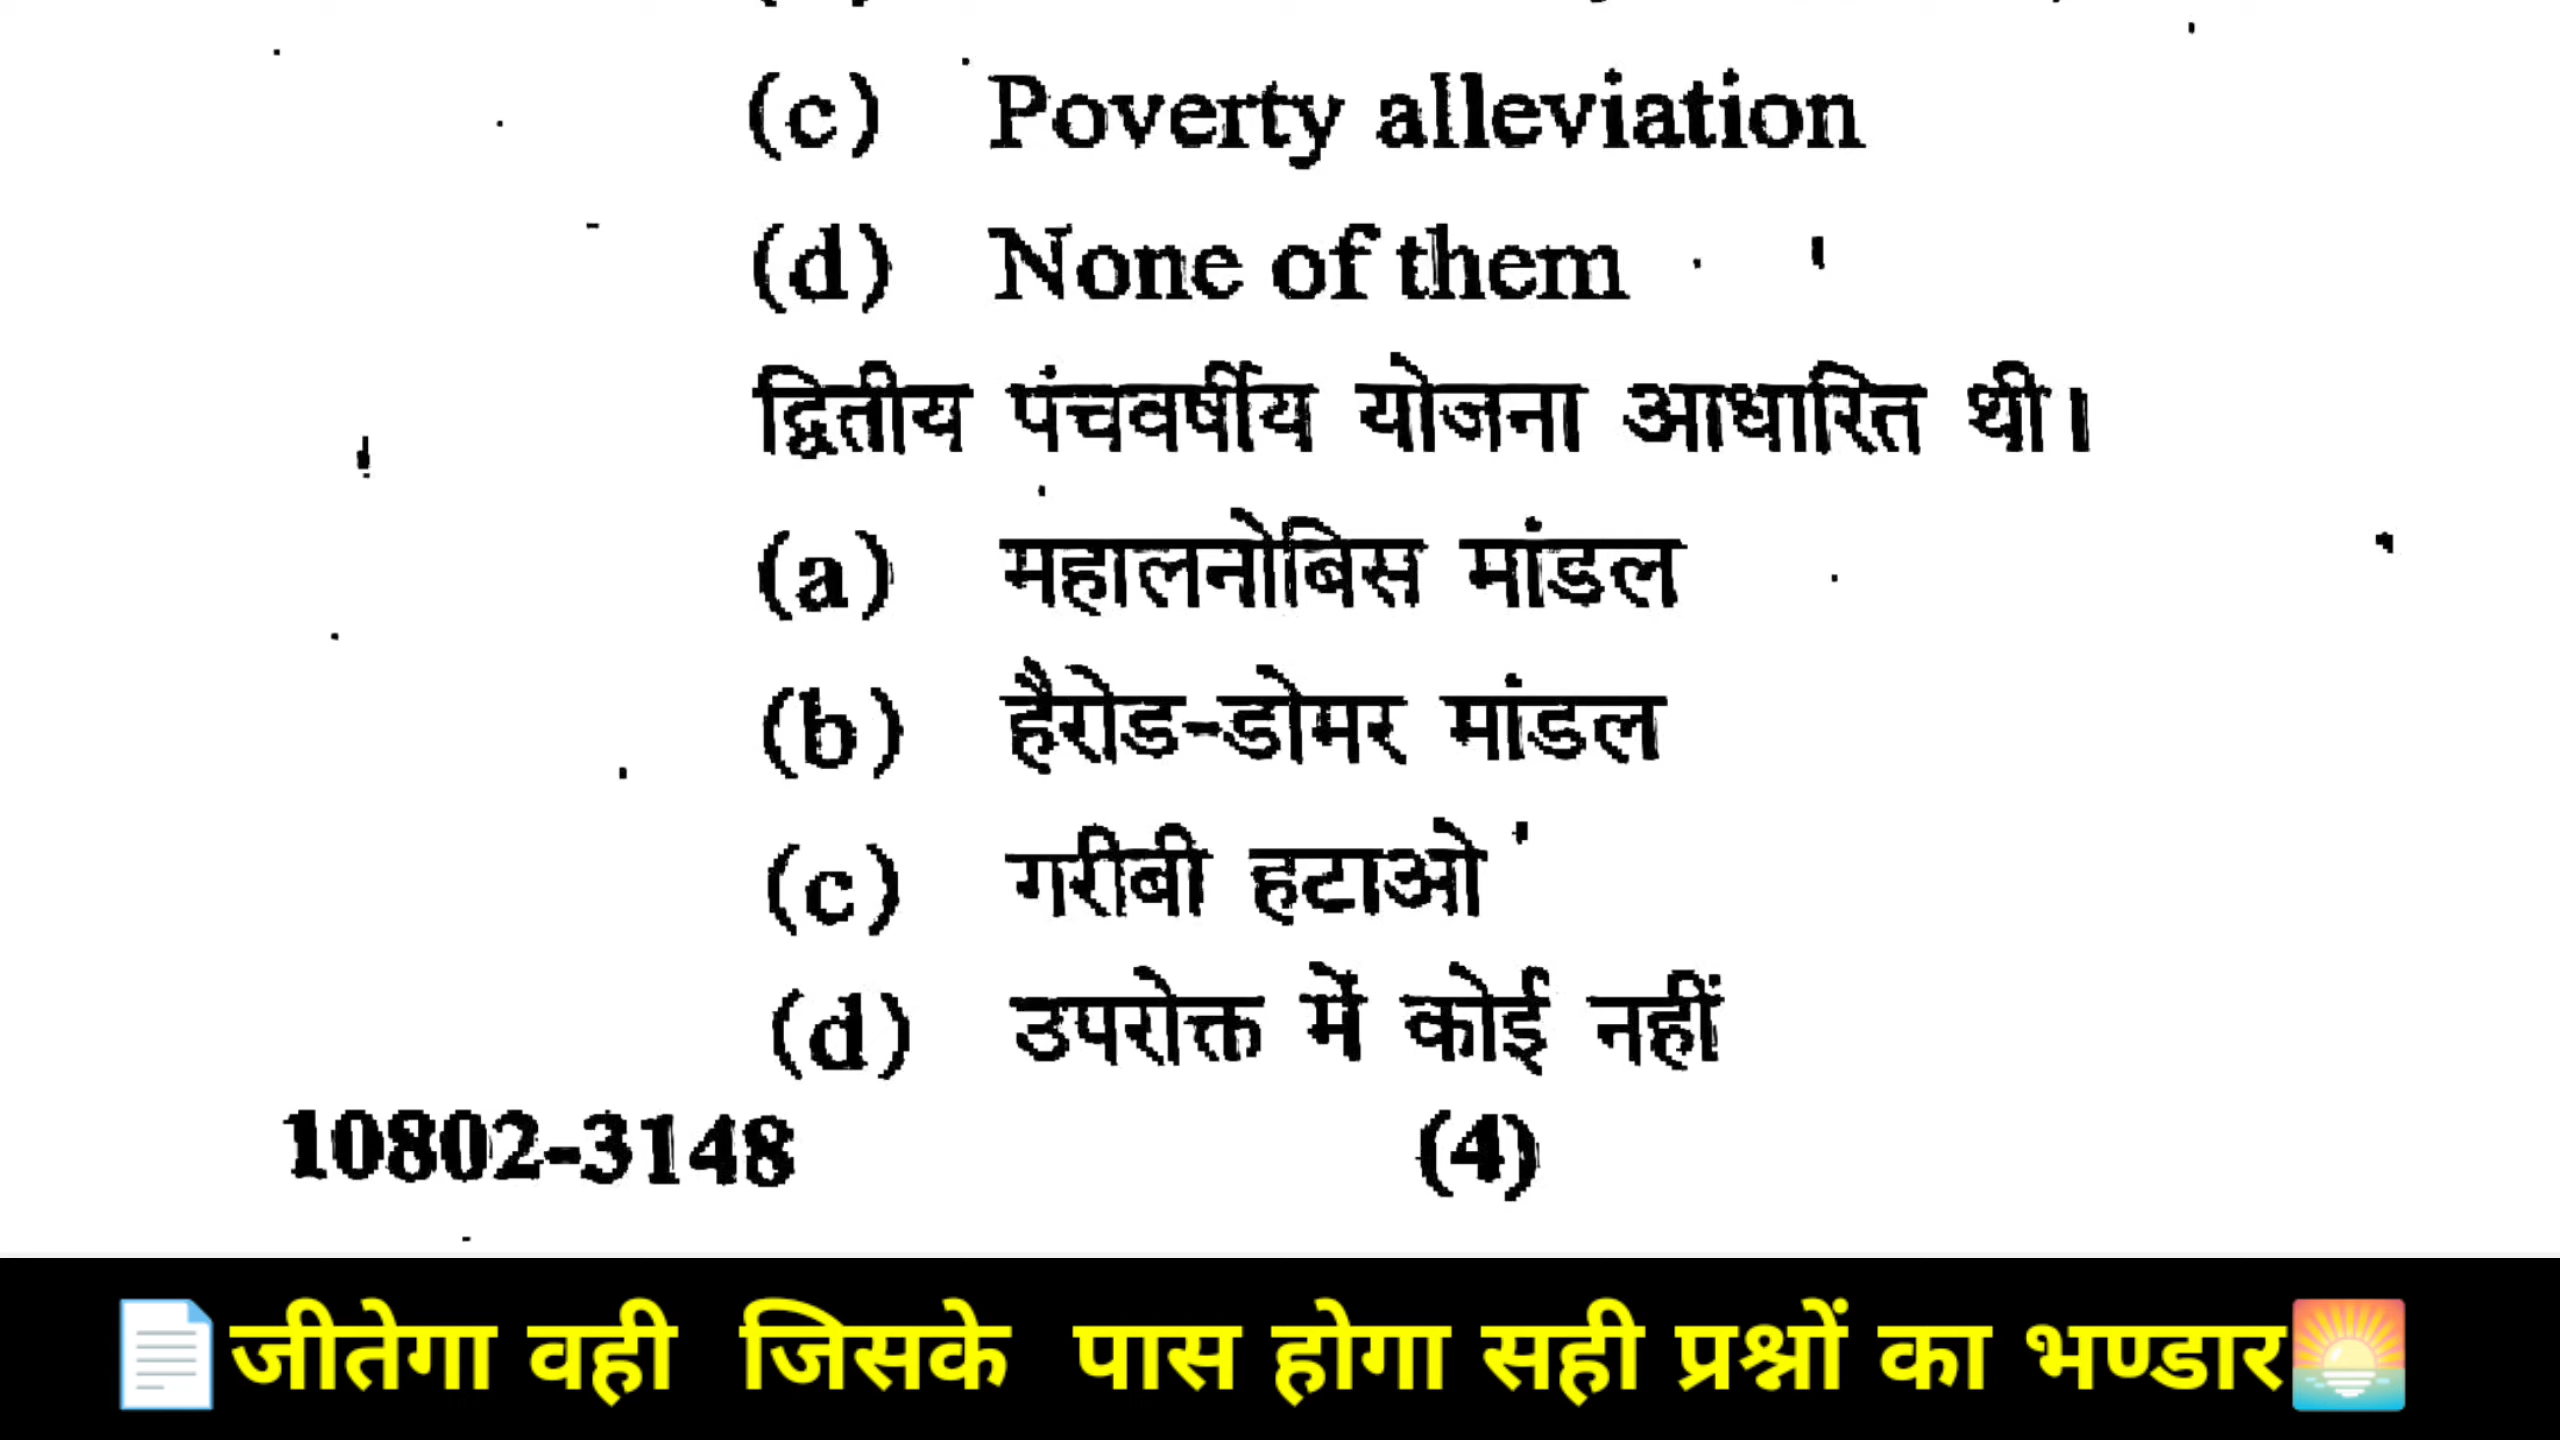 (c) Poverty alleviation
(d) None of them
द्वितीय पंचवर्षीय योजना आधारित थी।
(a) महालनोबिस मांडल
(b) हैरोड-डोमर मांडल
(c) गरीबी हटाओ
(d) उपरोक्त में कोई नहीं
10802-3148 (4)
जीतेगा वही जिसके पास होगा सही प्रश्नों का भण्डार